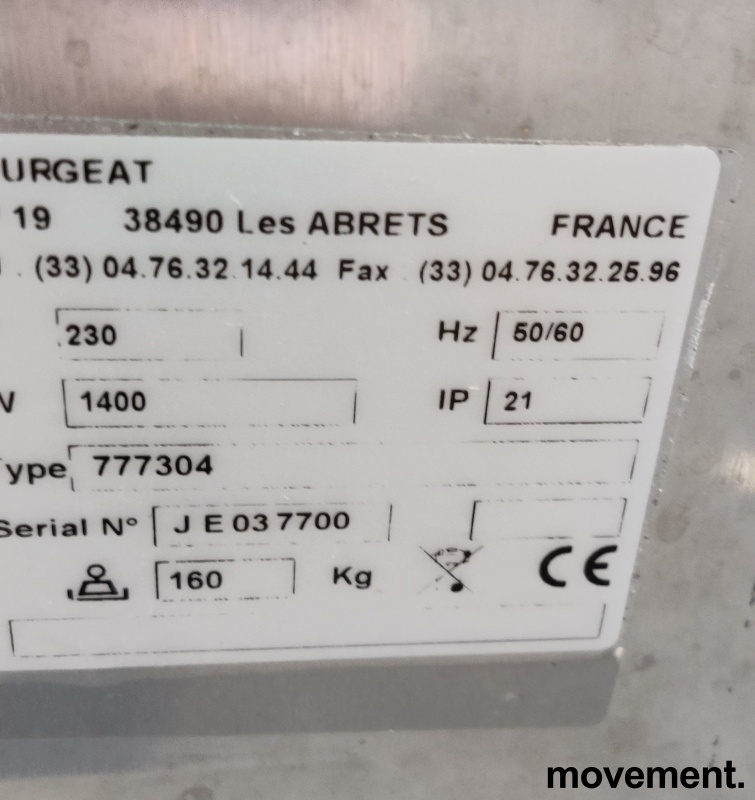 URGEAT
19 38490 Les ABRETS FRANCE
. (33) 04.76.32.14.44 Fax . (33) 04.76.32.25.96
230 Hz 50/60
1400 IP 21
ype 777304
Serial N° J E 03 7700
160 Kg CE
movement.